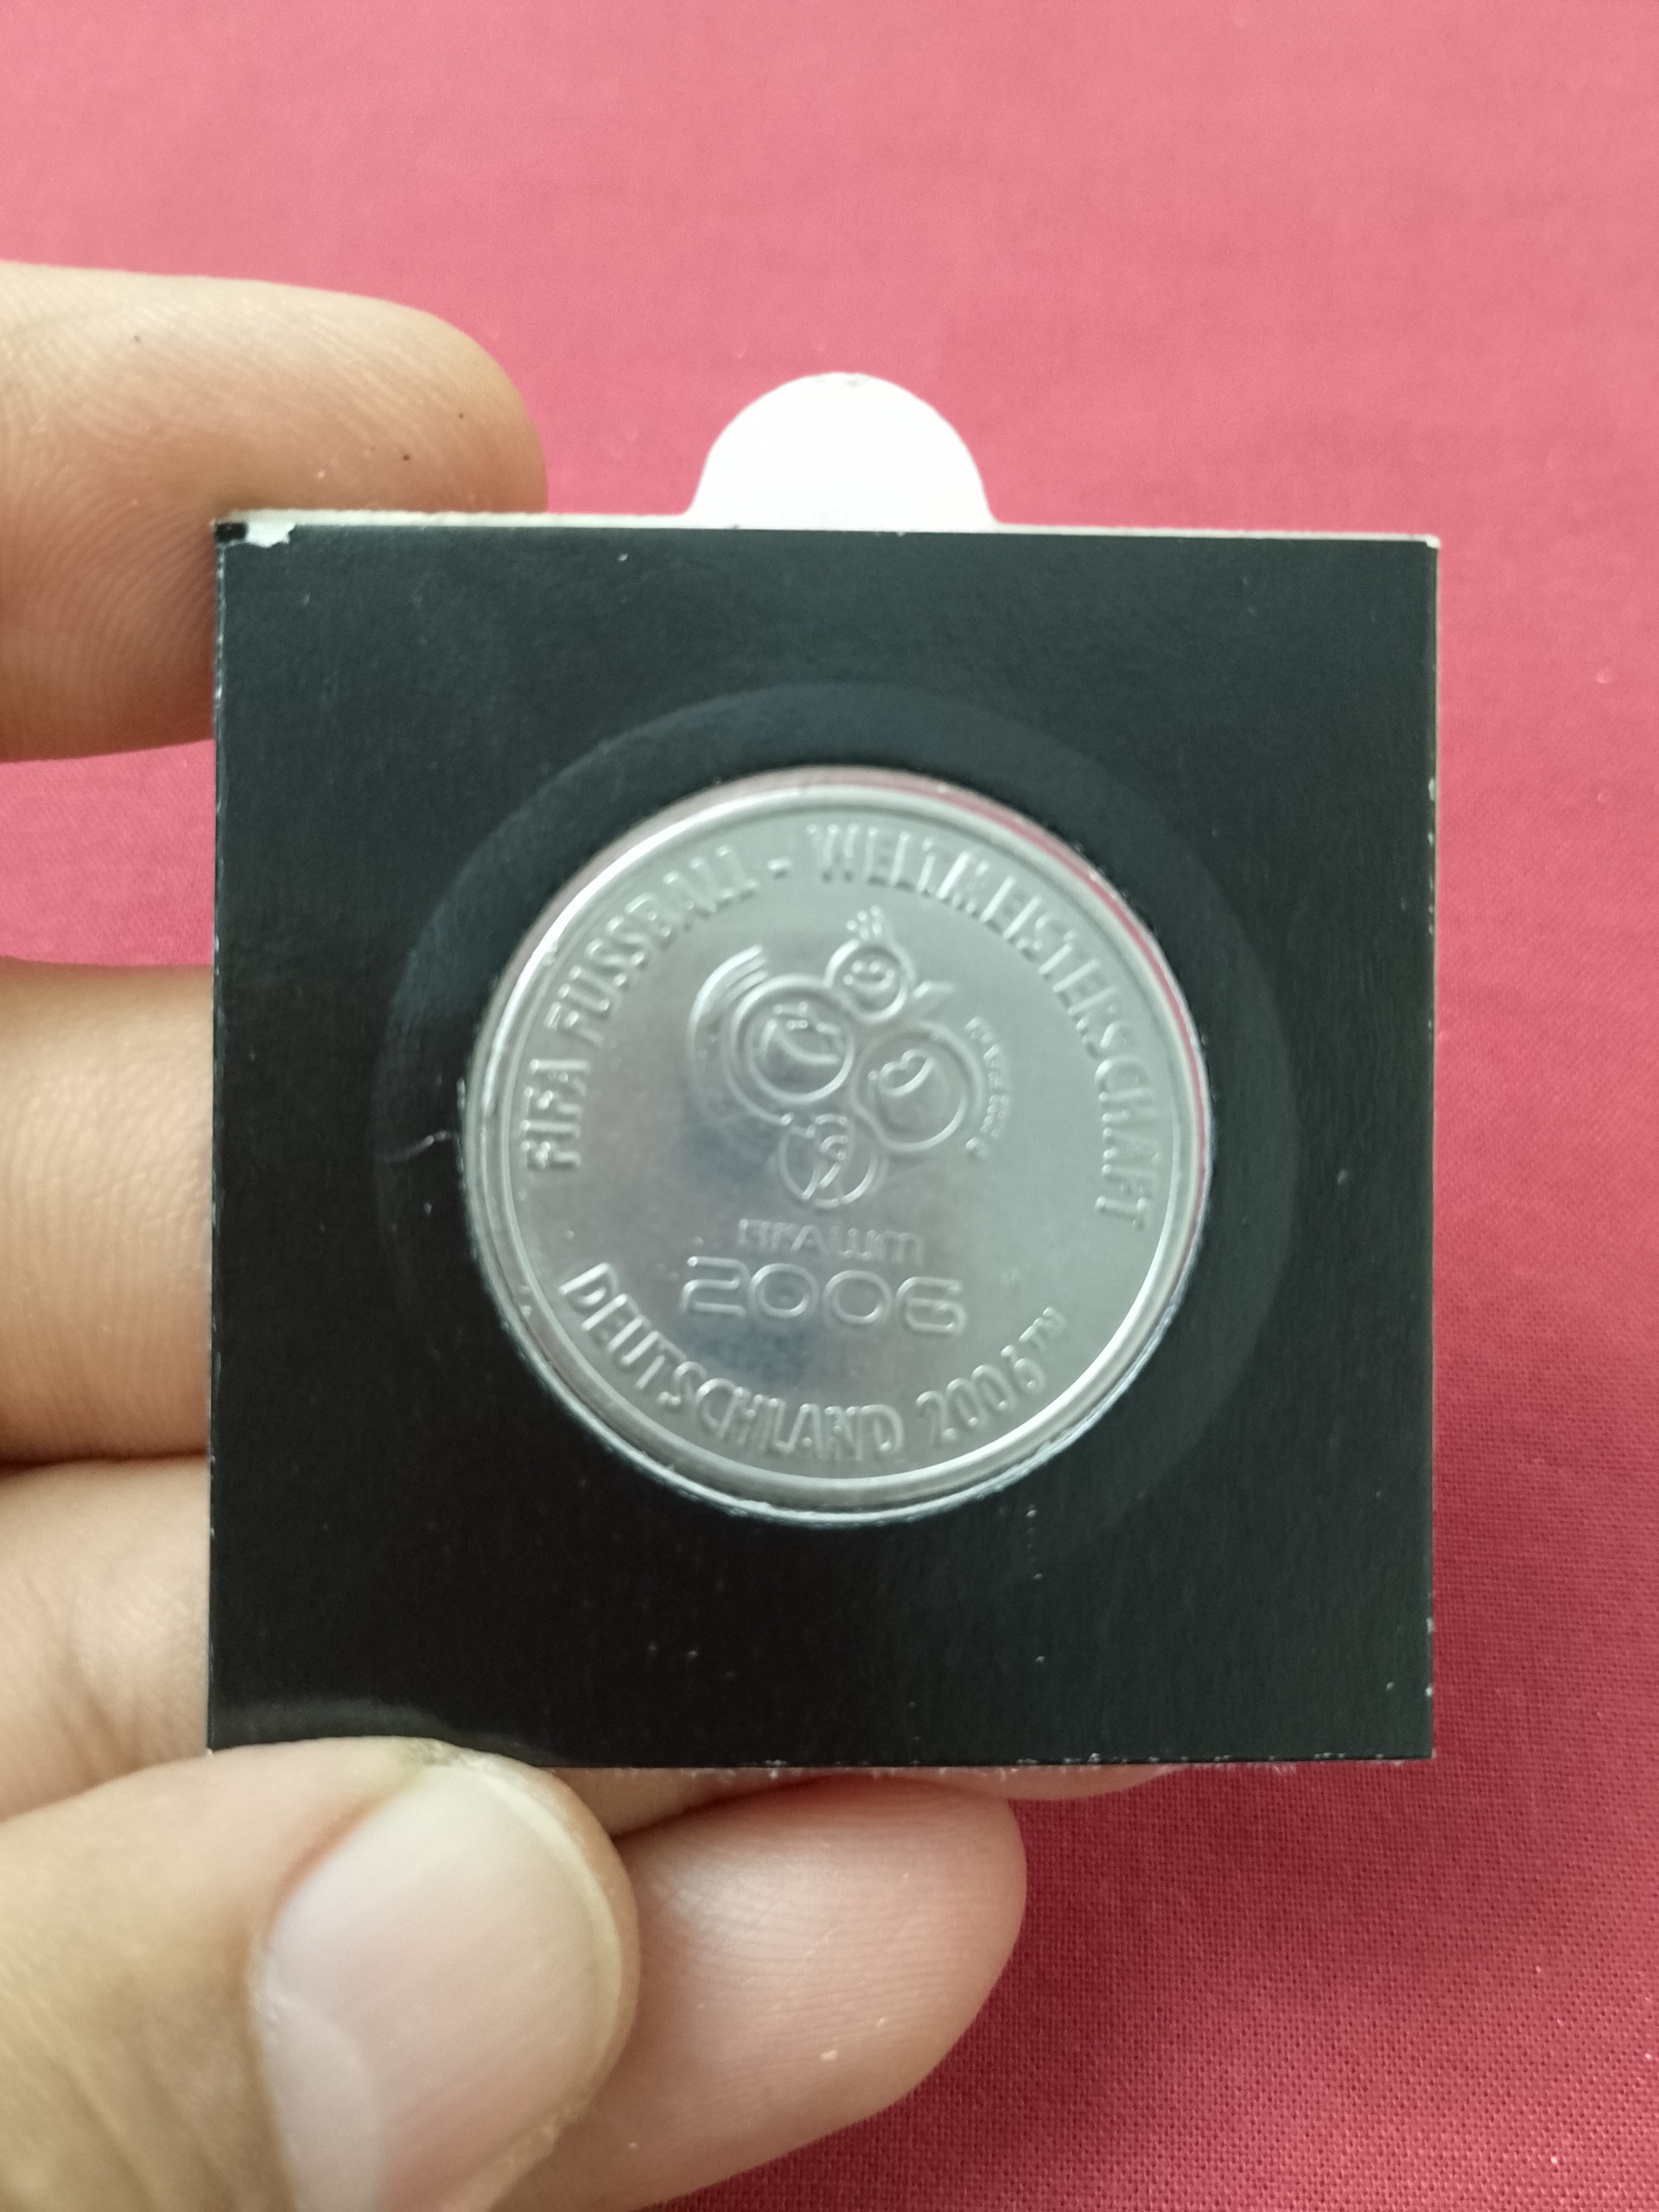 FIFA FUSSBALL - WELTMEISTERSCHAFT
FIFA WM
2006
DEUTSCHLAND 2006™